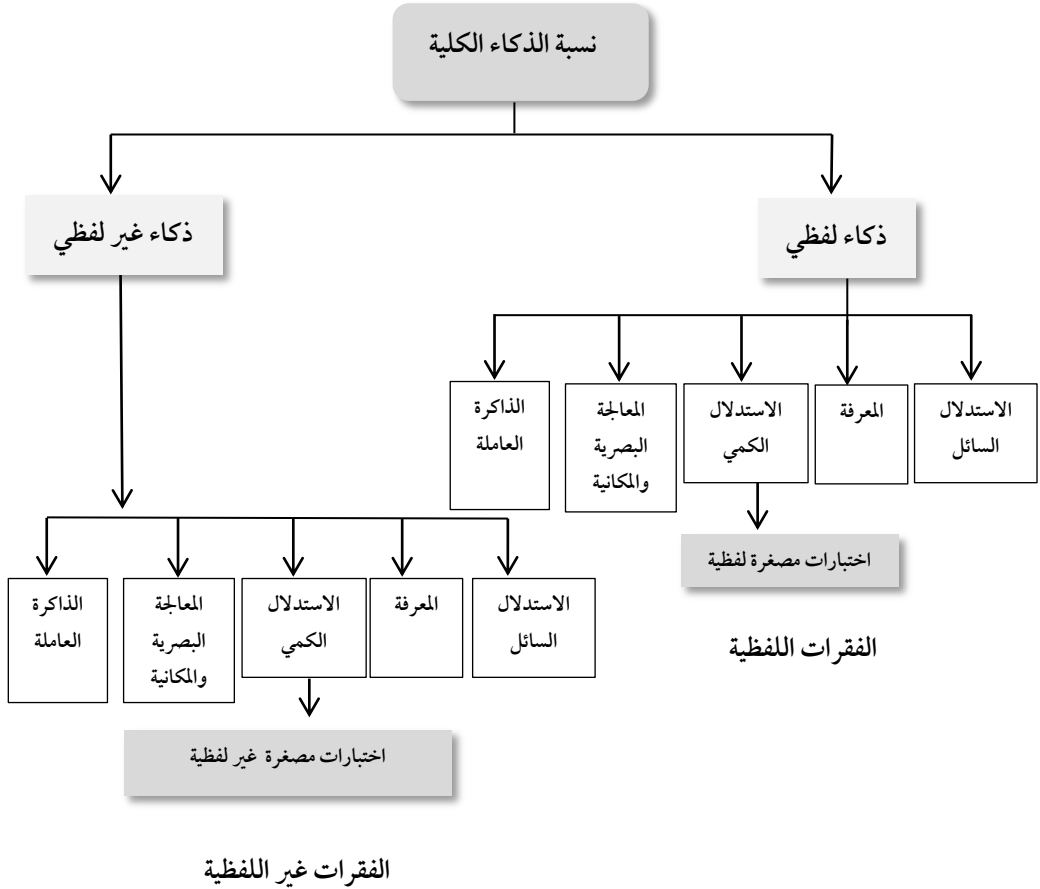 نسبة الذكاء الكلية
ذكاء لفظي
ذكاء غير لفظي
الاستدلال
السائل
المعرفة
الاستدلال
الكمي
المعالجة
البصرية
والمكانية
الذاكرة
العاملة
اختبارات مصغرة لفظية
الفقرات اللفظية
الاستدلال
السائل
المعرفة
الاستدلال
الكمي
المعالجة
البصرية
والمكانية
الذاكرة
العاملة
اختبارات مصغرة غير لفظية
الفقرات غير اللفظية